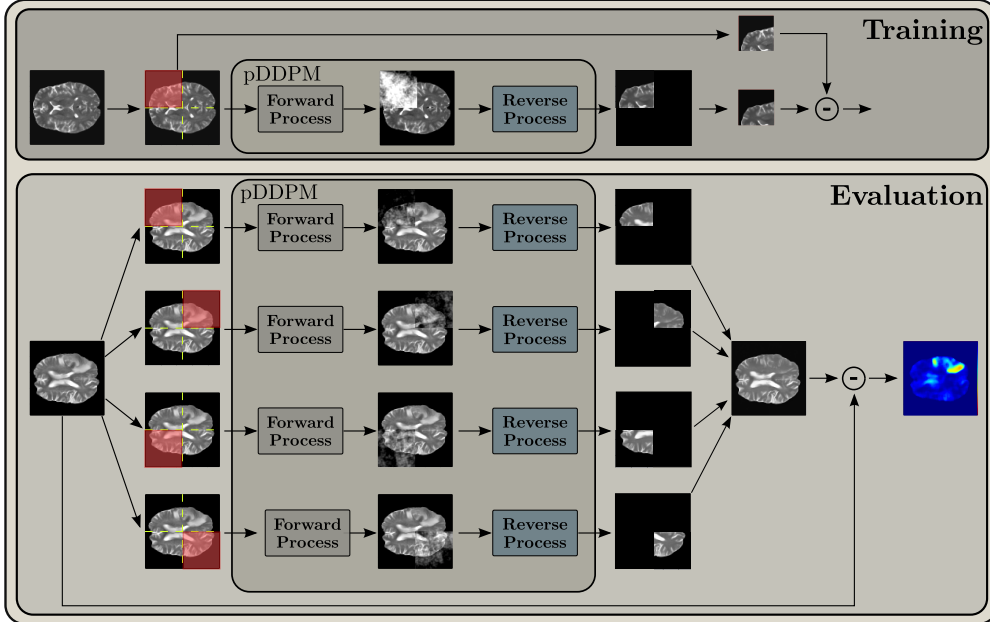 Training
pDDPM
Forward
Process
Reverse
Process
-
Evaluation
pDDPM
Forward
Process
Reverse
Process
Forward
Process
Reverse
Process
-
Forward
Process
Reverse
Process
Forward
Process
Reverse
Process